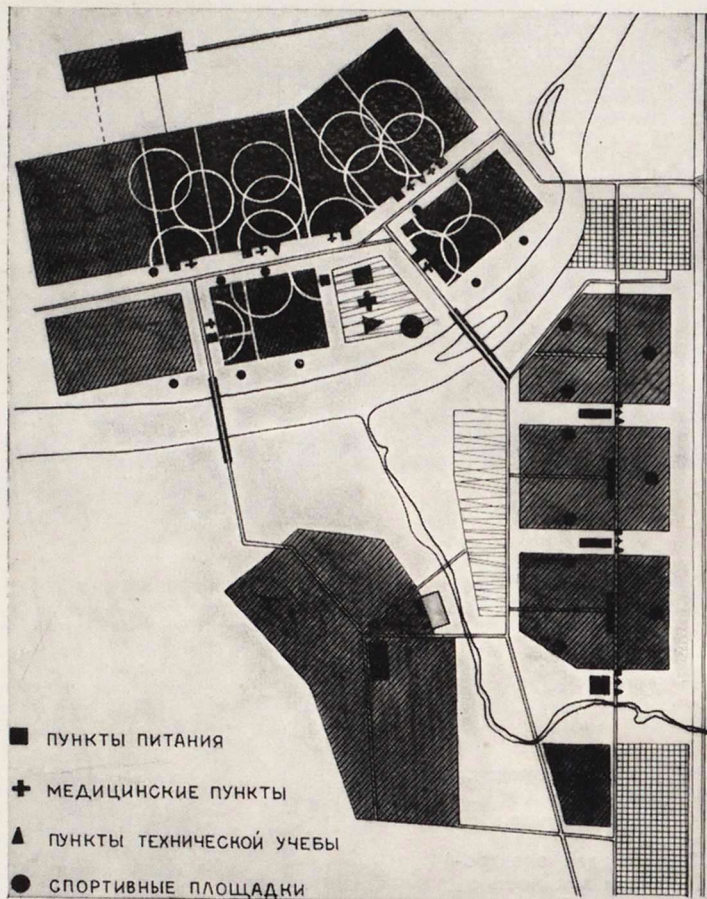 ПУНКТЫ ПИТАНИЯ
МЕДИЦИНСКИЕ ПУНКТЫ
ПУНКТЫ ТЕХНИЧЕСКОЙ УЧЕБЫ
СПОРТИВНЫЕ ПЛОЩАДКИ